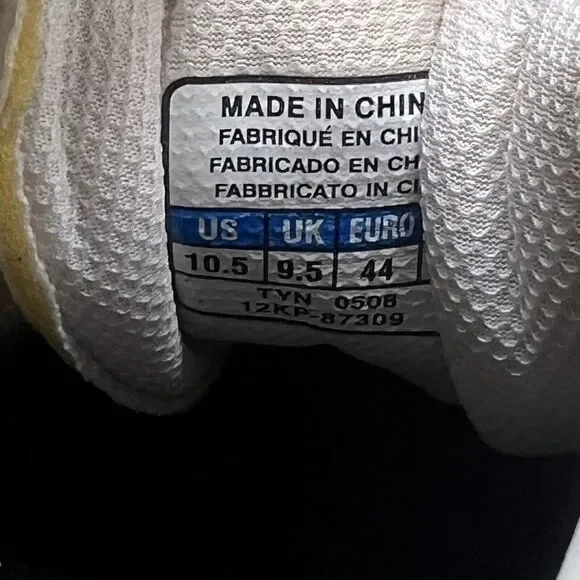 MADE IN CHIN
FABRIQUÉ EN CHI
FABRICADO EN CH
FABBRICATO IN CI
US UK EURO
10.5 9.5 44
TYN 0508
12KP-87309